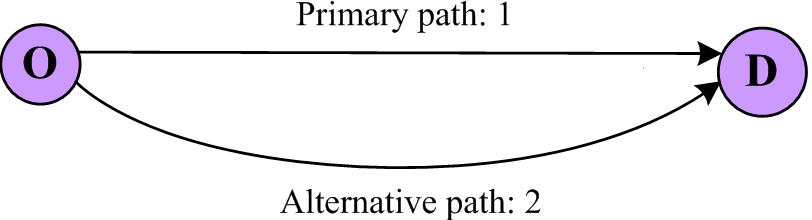 Primary path: 1
O
D
Alternative path: 2